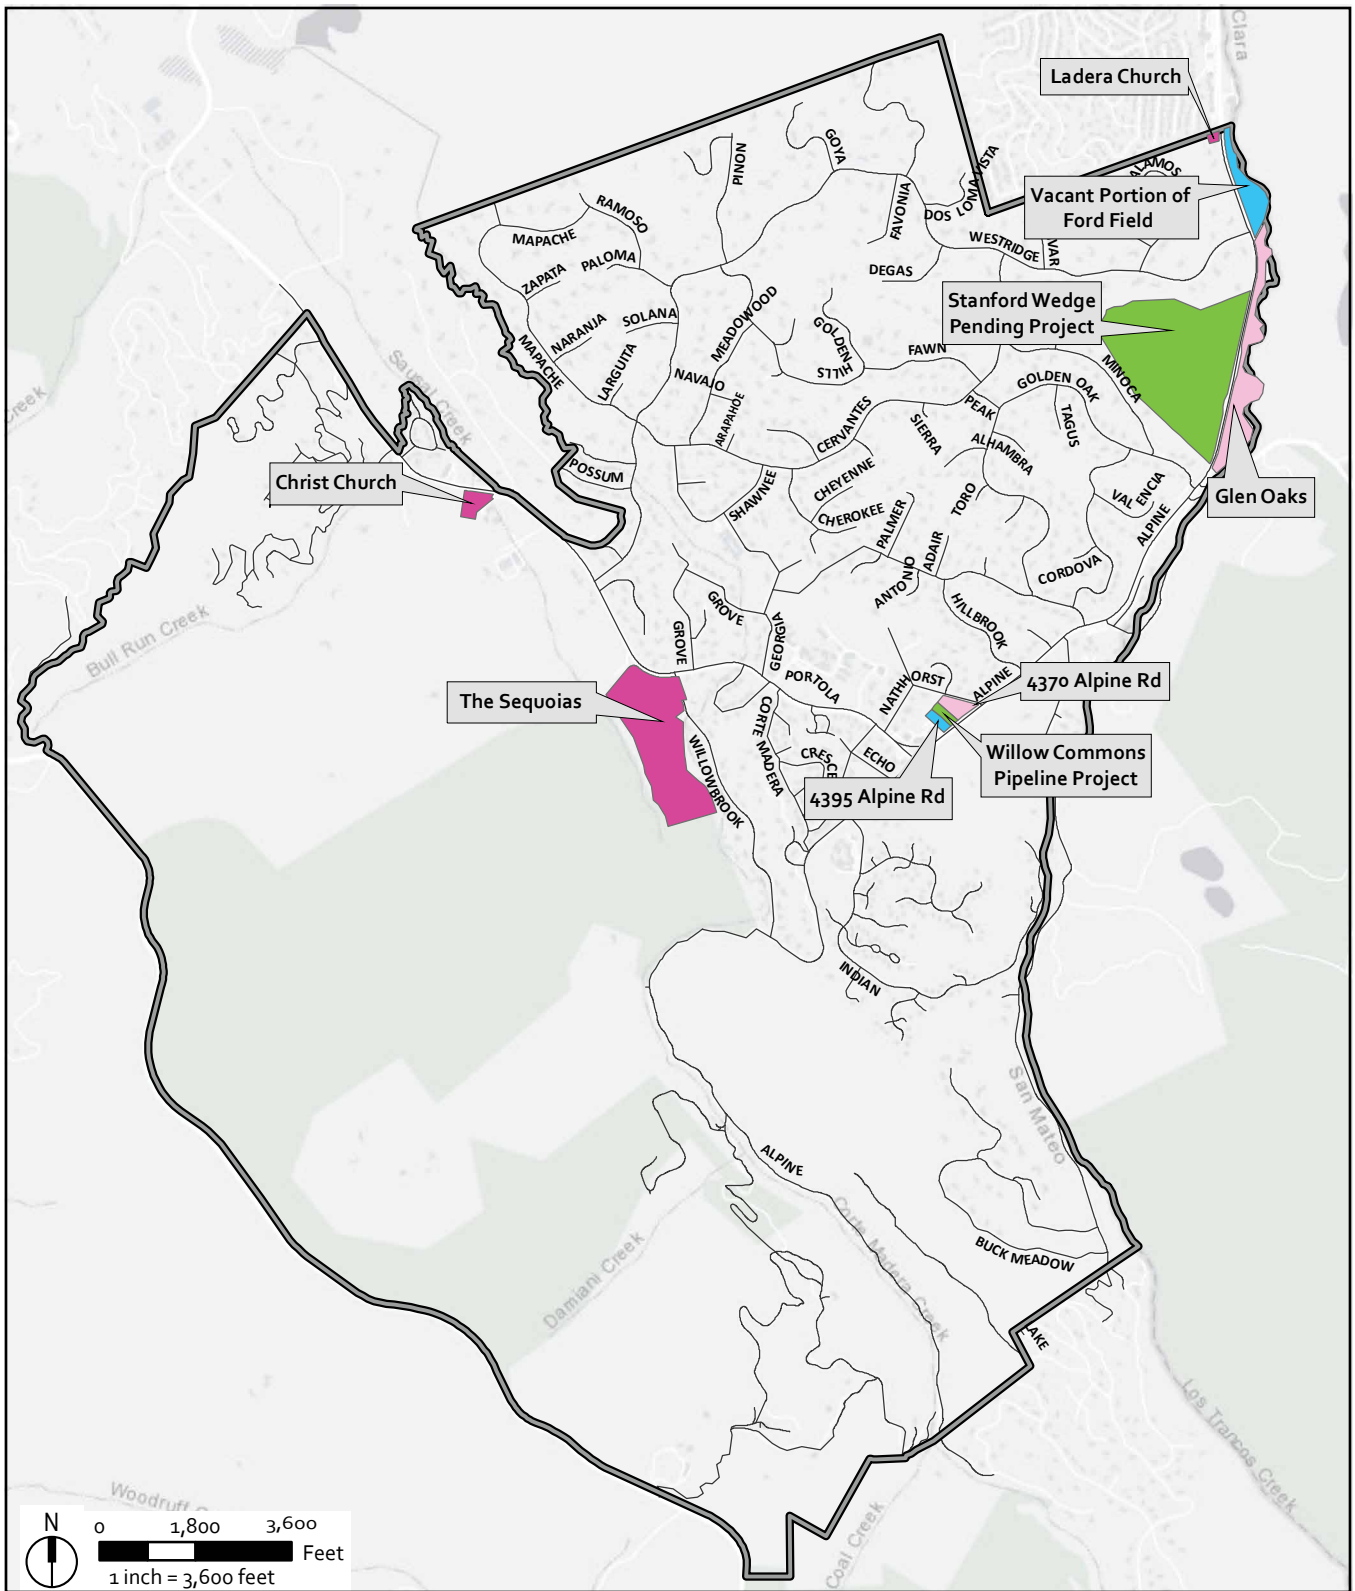 Clara
Ladera Church
ALAMOS
Vacant Portion of
Ford Field
GOYA
PINON
LOMA VISTA
FAVONIA
DOS
RAMOSO
MAPACHE
WESTRIDGE
VAR
PALOMA
ZAPATA
DEGAS
Stanford Wedge
Pending Project
MEADOWOOD
SOLANA
NARANJA
GOLDEN
HILLS
FAWN
MAPACHE
LARGUITA
NAVAJO
MINOCA
GOLDEN OAK
Sausal Creek
Creek
ARAPAHOE
PEAK
TAGUS
CERVANTES
SIERRA
ALHAMBRA
POSSUM
Christ Church
CHEYENNE
SHAWNEE
CHEROKEE
TORO
VALENCIA
Glen Oaks
PALMER
ALPINE
ADAIR
ANTONIO
CORDOVA
GROVE
HILLBROOK
Bull Run Creek
GEORGIA
GROVE
PORTOLA
NATHHORST
ALPINE
4370 Alpine Rd
The Sequoias
CORTE MADERA
WILLOWBROOK
CRESCE
ECHO
Willow Commons
Pipeline Project
4395 Alpine Rd
INDIAN
San Mateo
ALPINE
Corte Madera Creek
Damiani Creek
BUCK MEADOW
AKE
Los Trancos Creek
Woodruff
Coal Creek
N
0 1,800 3,600
Feet
1 inch = 3,600 feet